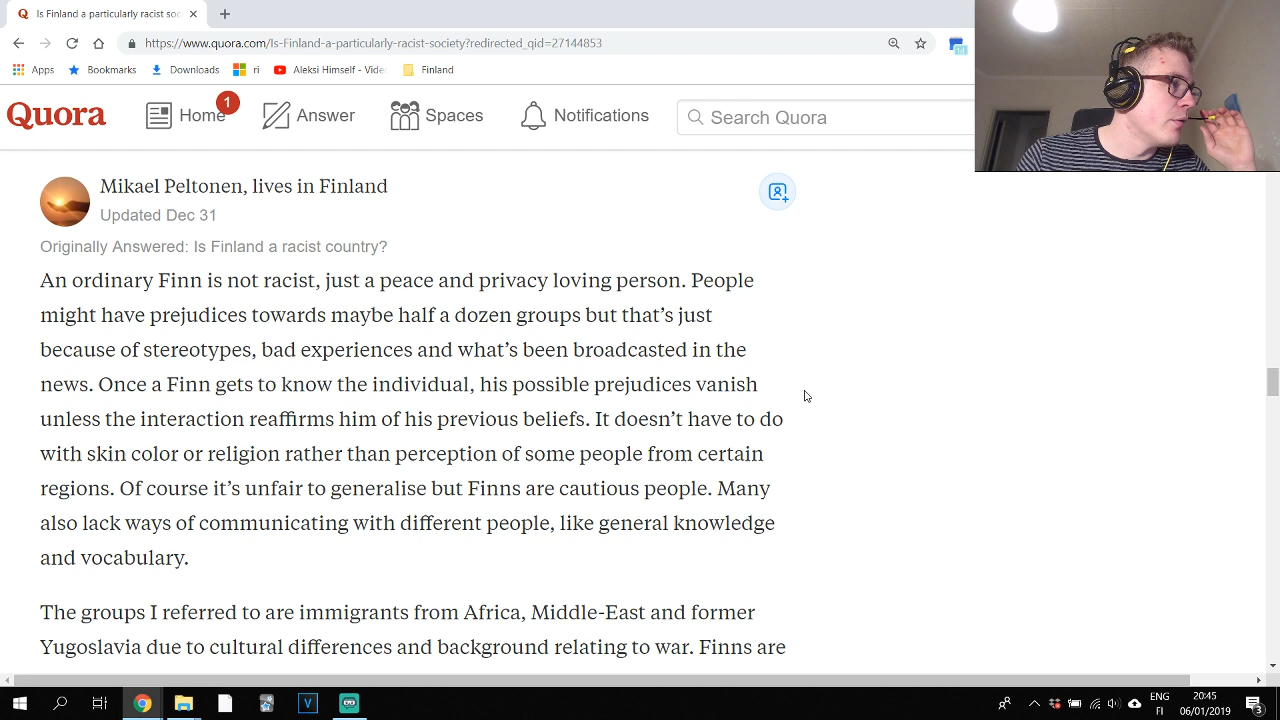 Is Finland a particularly racist soc
https://www.quora.com/Is-Finland-a-particularly-racist-society?redirected_qid=27144853
Apps Bookmarks Downloads ri Aleksi Himself - Vide Finland
Quora Home 1 Answer Spaces Notifications Search Quora
Mikael Peltonen, lives in Finland
Updated Dec 31
Originally Answered: Is Finland a racist country?
An ordinary Finn is not racist, just a peace and privacy loving person. People
might have prejudices towards maybe half a dozen groups but that’s just
because of stereotypes, bad experiences and what’s been broadcasted in the
news. Once a Finn gets to know the individual, his possible prejudices vanish
unless the interaction reaffirms him of his previous beliefs. It doesn’t have to do
with skin color or religion rather than perception of some people from certain
regions. Of course it’s unfair to generalise but Finns are cautious people. Many
also lack ways of communicating with different people, like general knowledge
and vocabulary.
The groups I referred to are immigrants from Africa, Middle-East and former
Yugoslavia due to cultural differences and background relating to war. Finns are
ENG 20:45
FI 06/01/2019 3